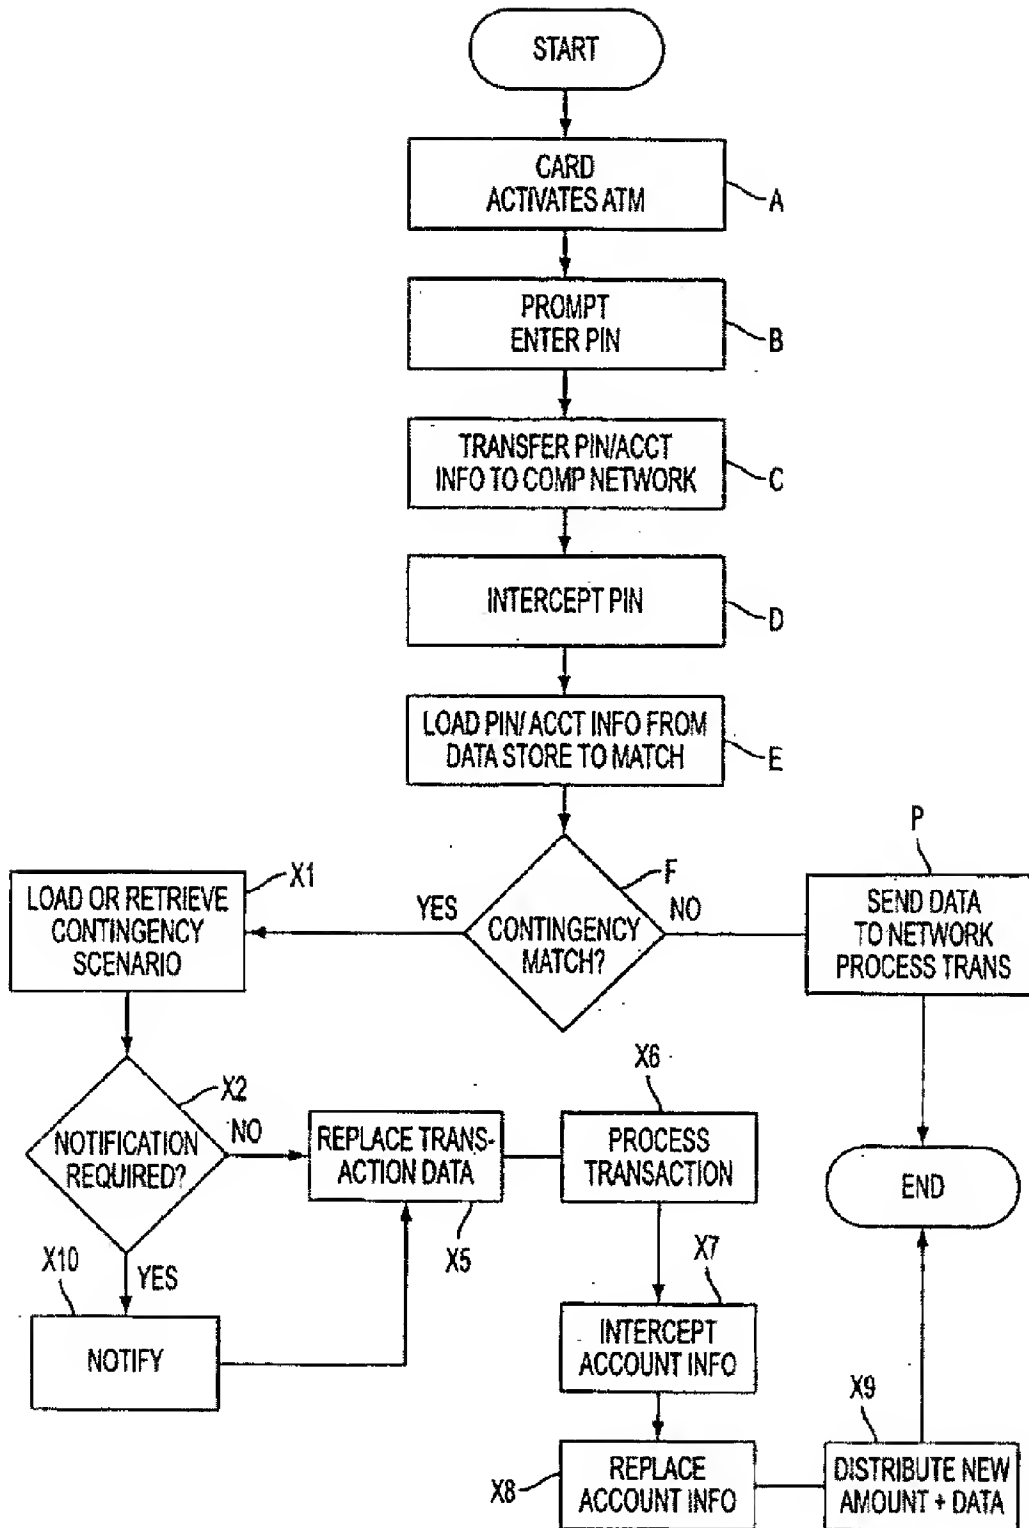 START
CARD
ACTIVATES ATM
A
PROMPT
ENTER PIN
B
TRANSFER PIN/ACCT
INFO TO COMP NETWORK
C
INTERCEPT PIN
D
LOAD PIN/ ACCT INFO FROM
DATA STORE TO MATCH
E
F
CONTINGENCY
MATCH?
YES
NO
P
SEND DATA
TO NETWORK
PROCESS TRANS
X1
LOAD OR RETRIEVE
CONTINGENCY
SCENARIO
X2
NOTIFICATION
REQUIRED?
NO
YES
REPLACE TRANS-
ACTION DATA
X5
X6
PROCESS
TRANSACTION
END
X10
NOTIFY
X7
INTERCEPT
ACCOUNT INFO
X8
REPLACE
ACCOUNT INFO
X9
DISTRIBUTE NEW
AMOUNT + DATA